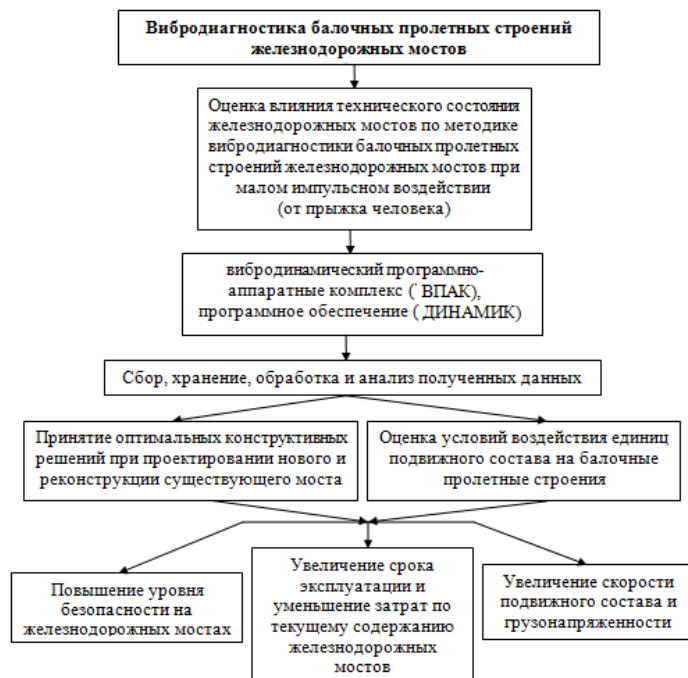 Вибродиагностика балочных пролетных строений
железнодорожных мостов
Оценка влияния технического состояния
железнодорожных мостов по методике
вибродиагностики балочных пролетных
строений железнодорожных мостов при
малом импульсном воздействии
(от прыжка человека)
вибродинамический программно-
аппаратные комплекс (ВПАК),
программное обеспечение (ДИНАМИК)
Сбор, хранение, обработка и анализ полученных данных
Принятие оптимальных конструктивных
решений при проектировании нового и
реконструкции существующего моста
Оценка условий воздействия единиц
подвижного состава на балочные
пролетные строения
Повышение уровня
безопасности на
железнодорожных мостах
Увеличение срока
эксплуатации и
уменьшение затрат по
текущему содержанию
железнодорожных
мостов
Увеличение скорости
подвижного состава и
грузонапряженности